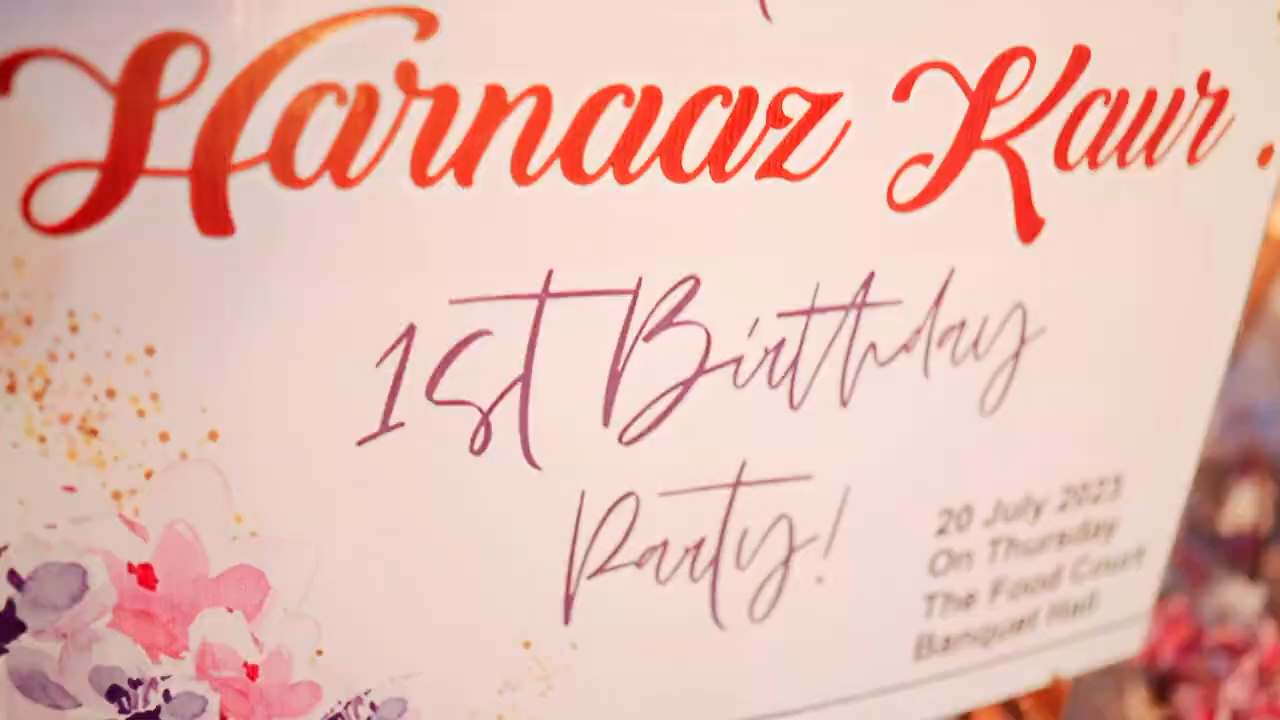 Harnaaz Kaur.
1st Birthday
Party!
20 July 2023
On Thursday
The Food Court
Banquet Hall